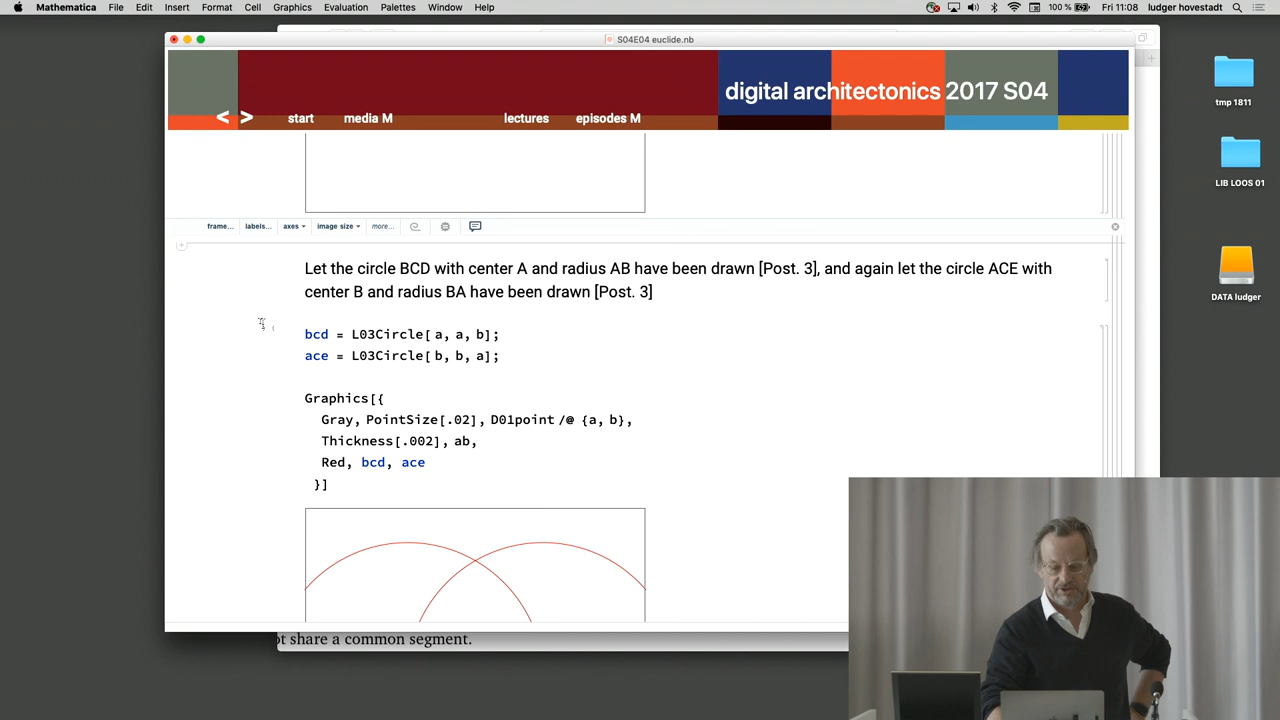 Mathematica File Edit Insert Format Cell Graphics Evaluation Palettes Window Help
100 % Fri 11:08 ludger hovestadt
S04E04 euclide.nb
digital architectonics 2017 S04
< > start media M lectures episodes M
frame... labels... axes image size more...
Let the circle BCD with center A and radius AB have been drawn [Post. 3], and again let the circle ACE with
center B and radius BA have been drawn [Post. 3]
bcd = L03Circle[ a, a, b];
ace = L03Circle[ b, b, a];
Graphics[{
Gray, PointSize[.02], D01point /@ {a, b},
Thickness[.002], ab,
Red, bcd, ace
}]
ot share a common segment.
tmp 1811
LIB LOOS 01
DATA ludger